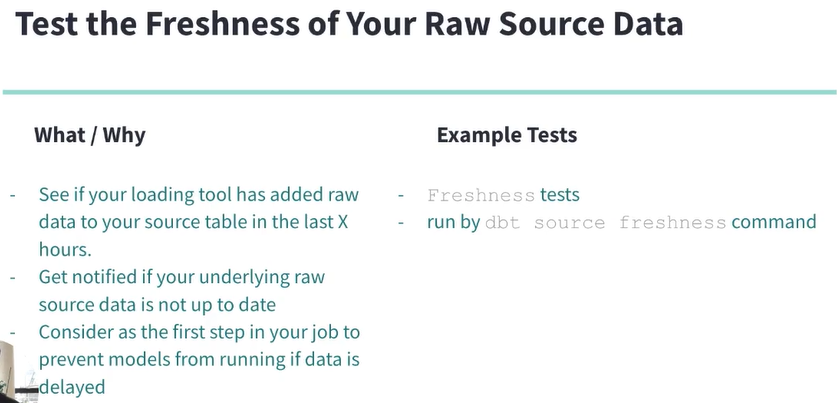 Test the Freshness of Your Raw Source Data
What / Why
- See if your loading tool has added raw
data to your source table in the last X
hours.
- Get notified if your underlying raw
source data is not up to date
- Consider as the first step in your job to
prevent models from running if data is
delayed
Example Tests
- Freshness tests
- run by dbt source freshness command